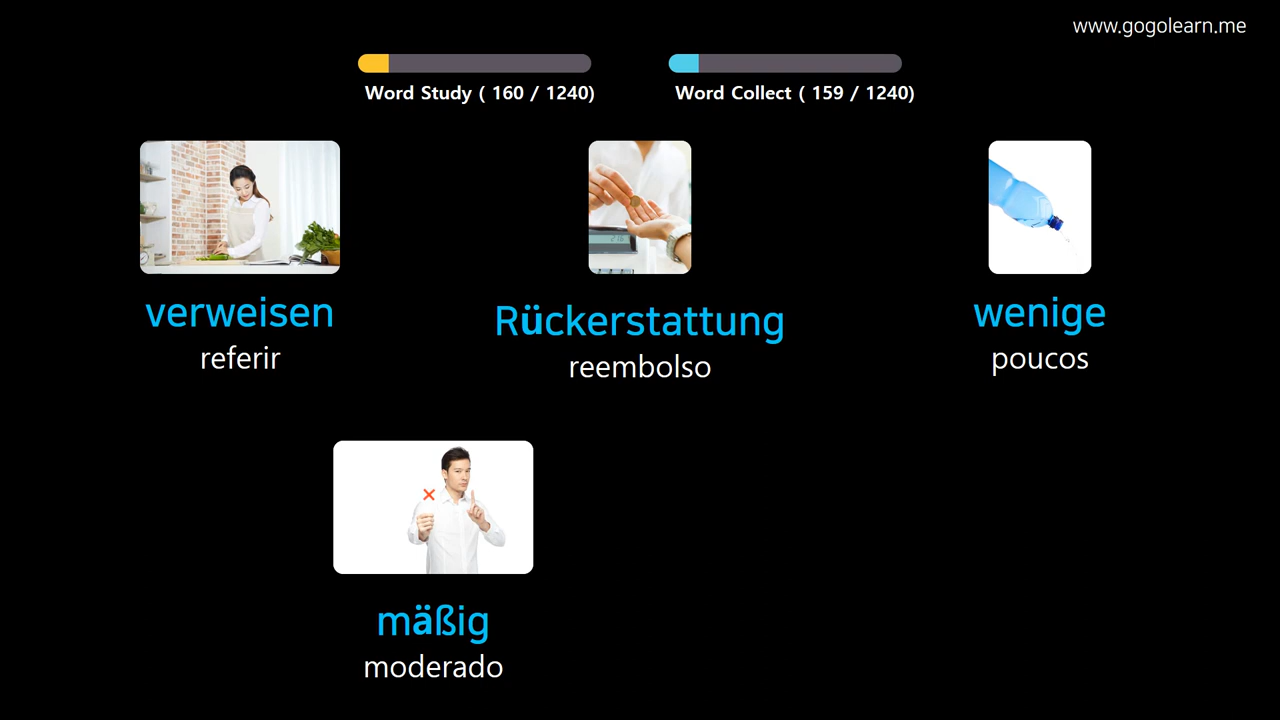 www.gogolearn.me
Word Study ( 160 / 1240)
Word Collect ( 159 / 1240)
verweisen
referir
Rückerstattung
reembolso
wenige
poucos
mäßig
moderado